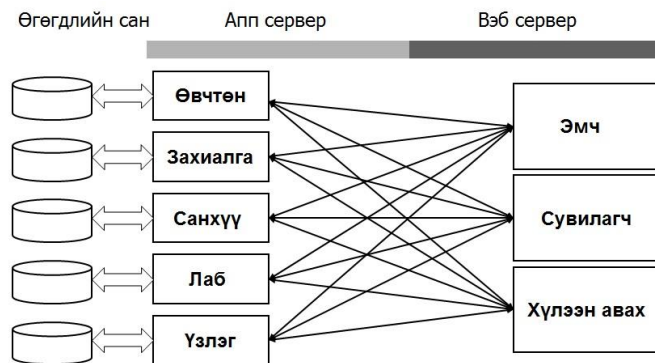 Өгөгдлийн сан
Апп сервер
Вэб сервер
Өвчтөн
Захиалга
Санхүү
Лаб
Үзлэг
Эмч
Сувилагч
Хүлээн авах